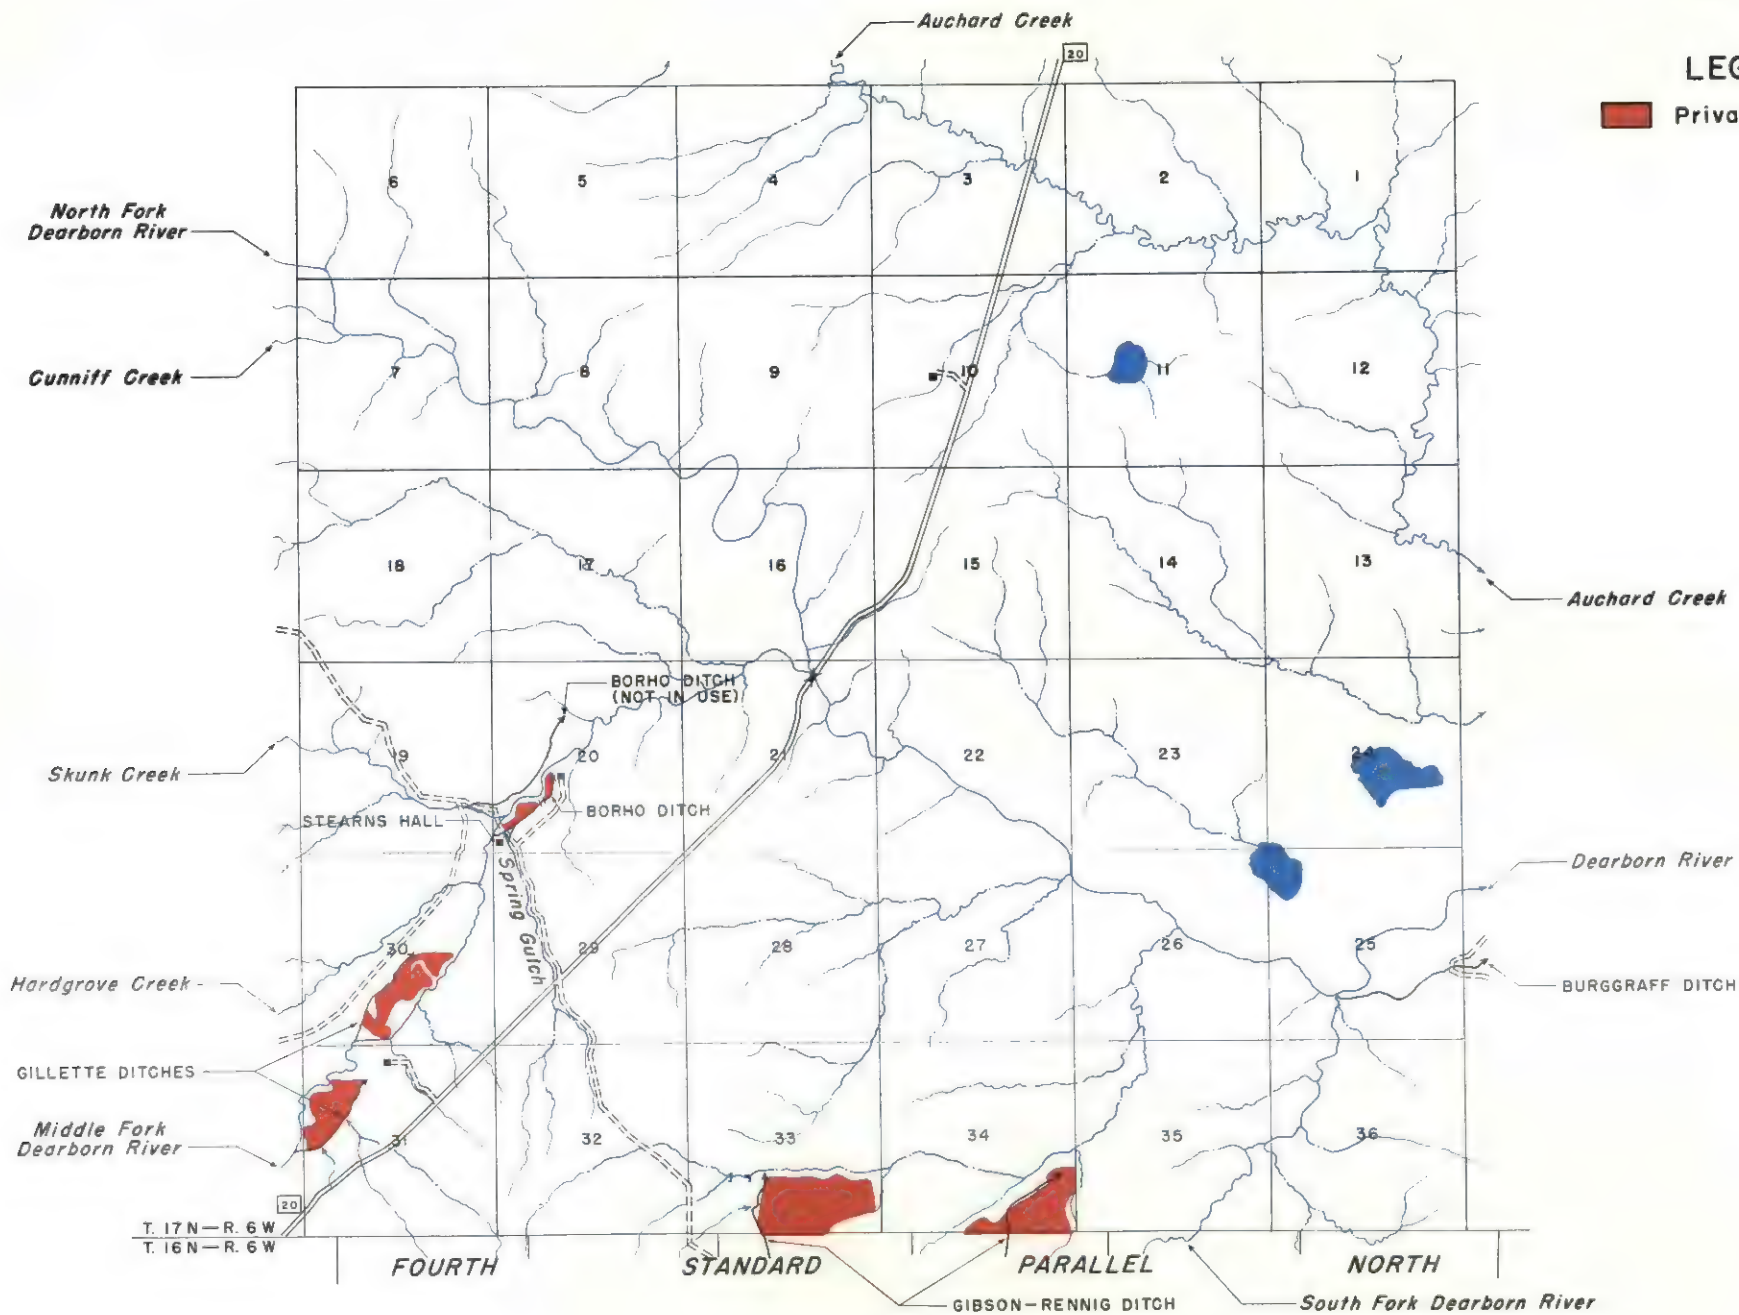 Auchard Creek
20
LEG
Priva
6
5
4
3
2
1
North Fork
Dearborn River
Cunniff Creek
7
8
9
10
11
12
18
17
16
15
14
13
Auchard Creek
BORHO DITCH
(NOT IN USE)
19
20
21
22
23
24
Skunk Creek
STEARNS HALL
BORHO DITCH
Spring Gulch
Dearborn River
30
29
28
27
26
25
Hardgrove Creek
BURGGRAFF DITCH
GILLETTE DITCHES
Middle Fork
Dearborn River
31
32
33
34
35
36
20
T. 17 N — R. 6 W
T. 16 N — R. 6 W
FOURTH STANDARD PARALLEL NORTH
GIBSON—RENNIG DITCH
South Fork Dearborn River